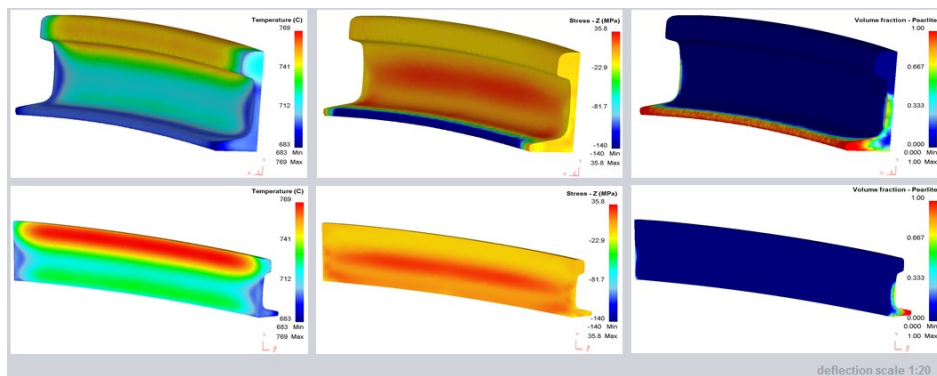 Temperature (C)
769
741
712
683
683 Min
769 Max
Stress - Z (MPa)
35.8
-22.9
-81.7
-140
-140 Min
35.8 Max
Volume fraction - Pearlite
1.00
0.667
0.333
0.000
0.000 Min
1.00 Max
Temperature (C)
769
741
712
683
683 Min
769 Max
Stress - Z (MPa)
35.8
-22.9
-81.7
-140
-140 Min
35.8 Max
Volume fraction - Pearlite
1.00
0.667
0.333
0.000
0.000 Min
1.00 Max
deflection scale 1:20